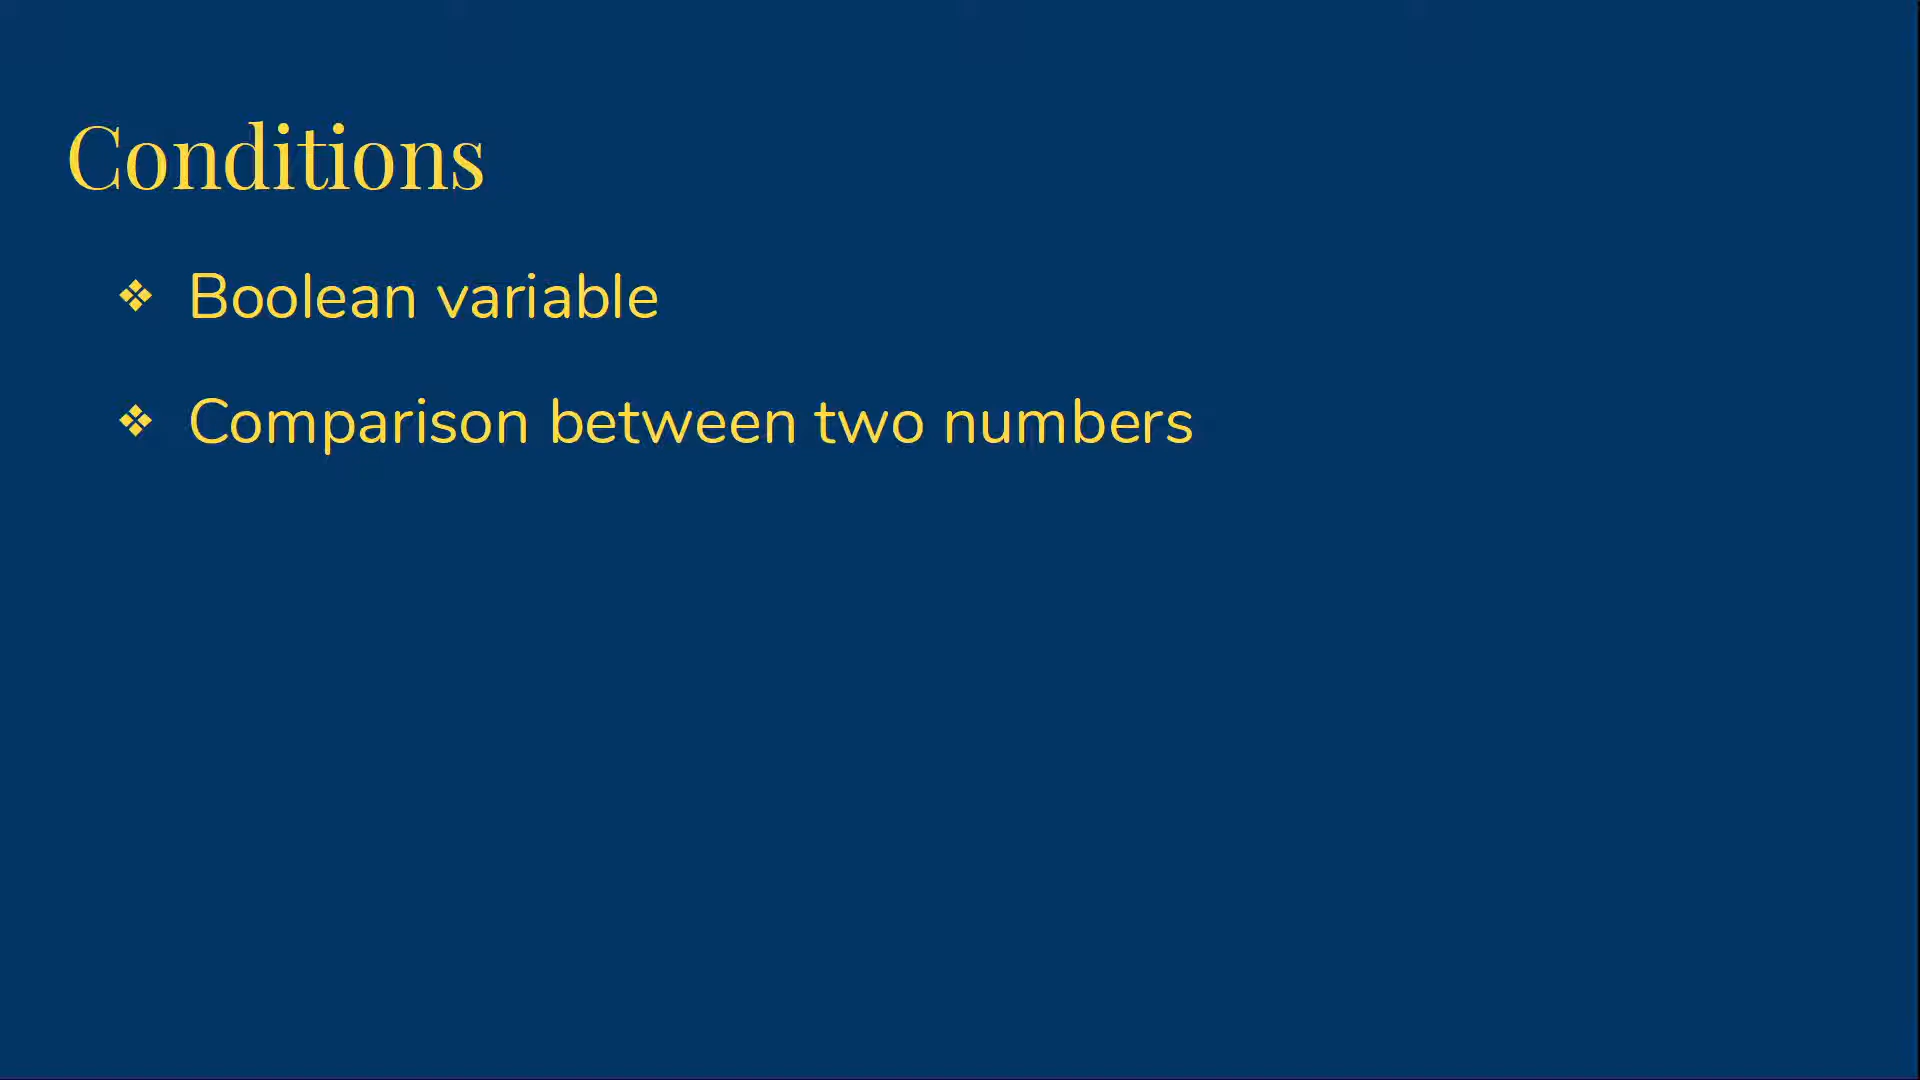 Conditions
❖ Boolean variable
❖ Comparison between two numbers